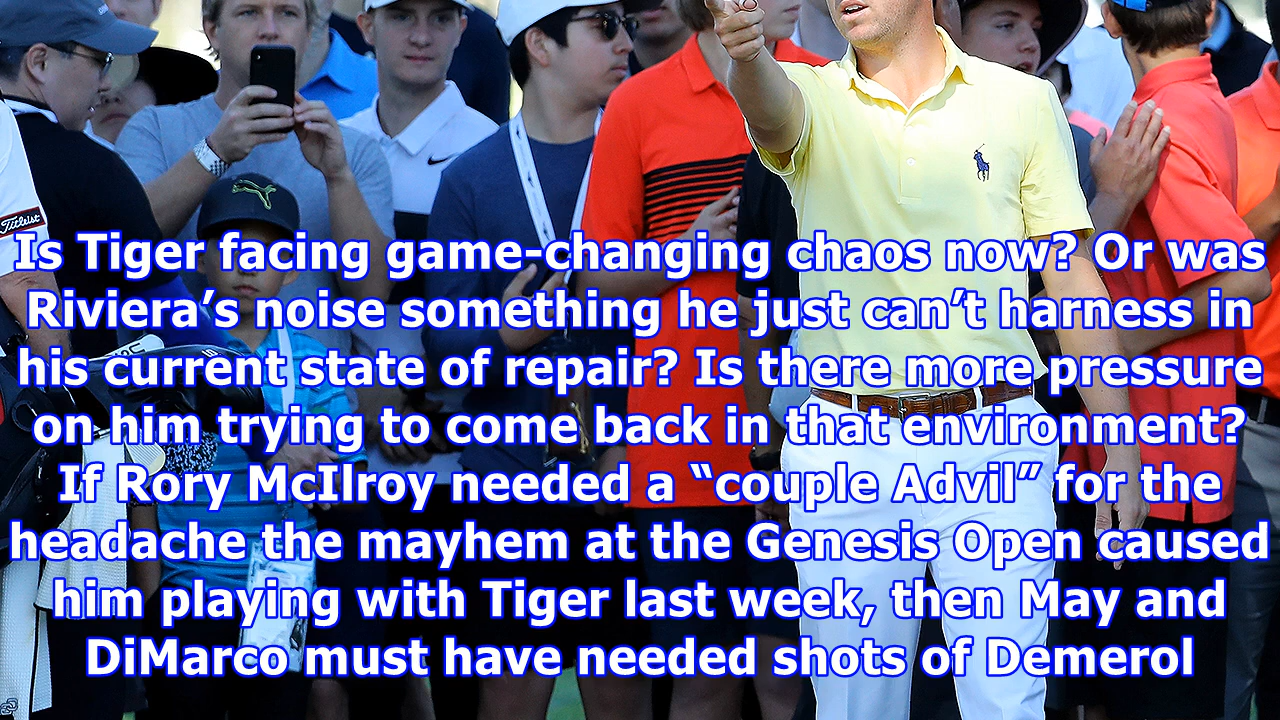 Titleist
Is Tiger facing game-changing chaos now? Or was
Riviera’s noise something he just can’t harness in
his current state of repair? Is there more pressure
on him trying to come back in that environment?
If Rory McIlroy needed a “couple Advil” for the
headache the mayhem at the Genesis Open caused
him playing with Tiger last week, then May and
DiMarco must have needed shots of Demerol